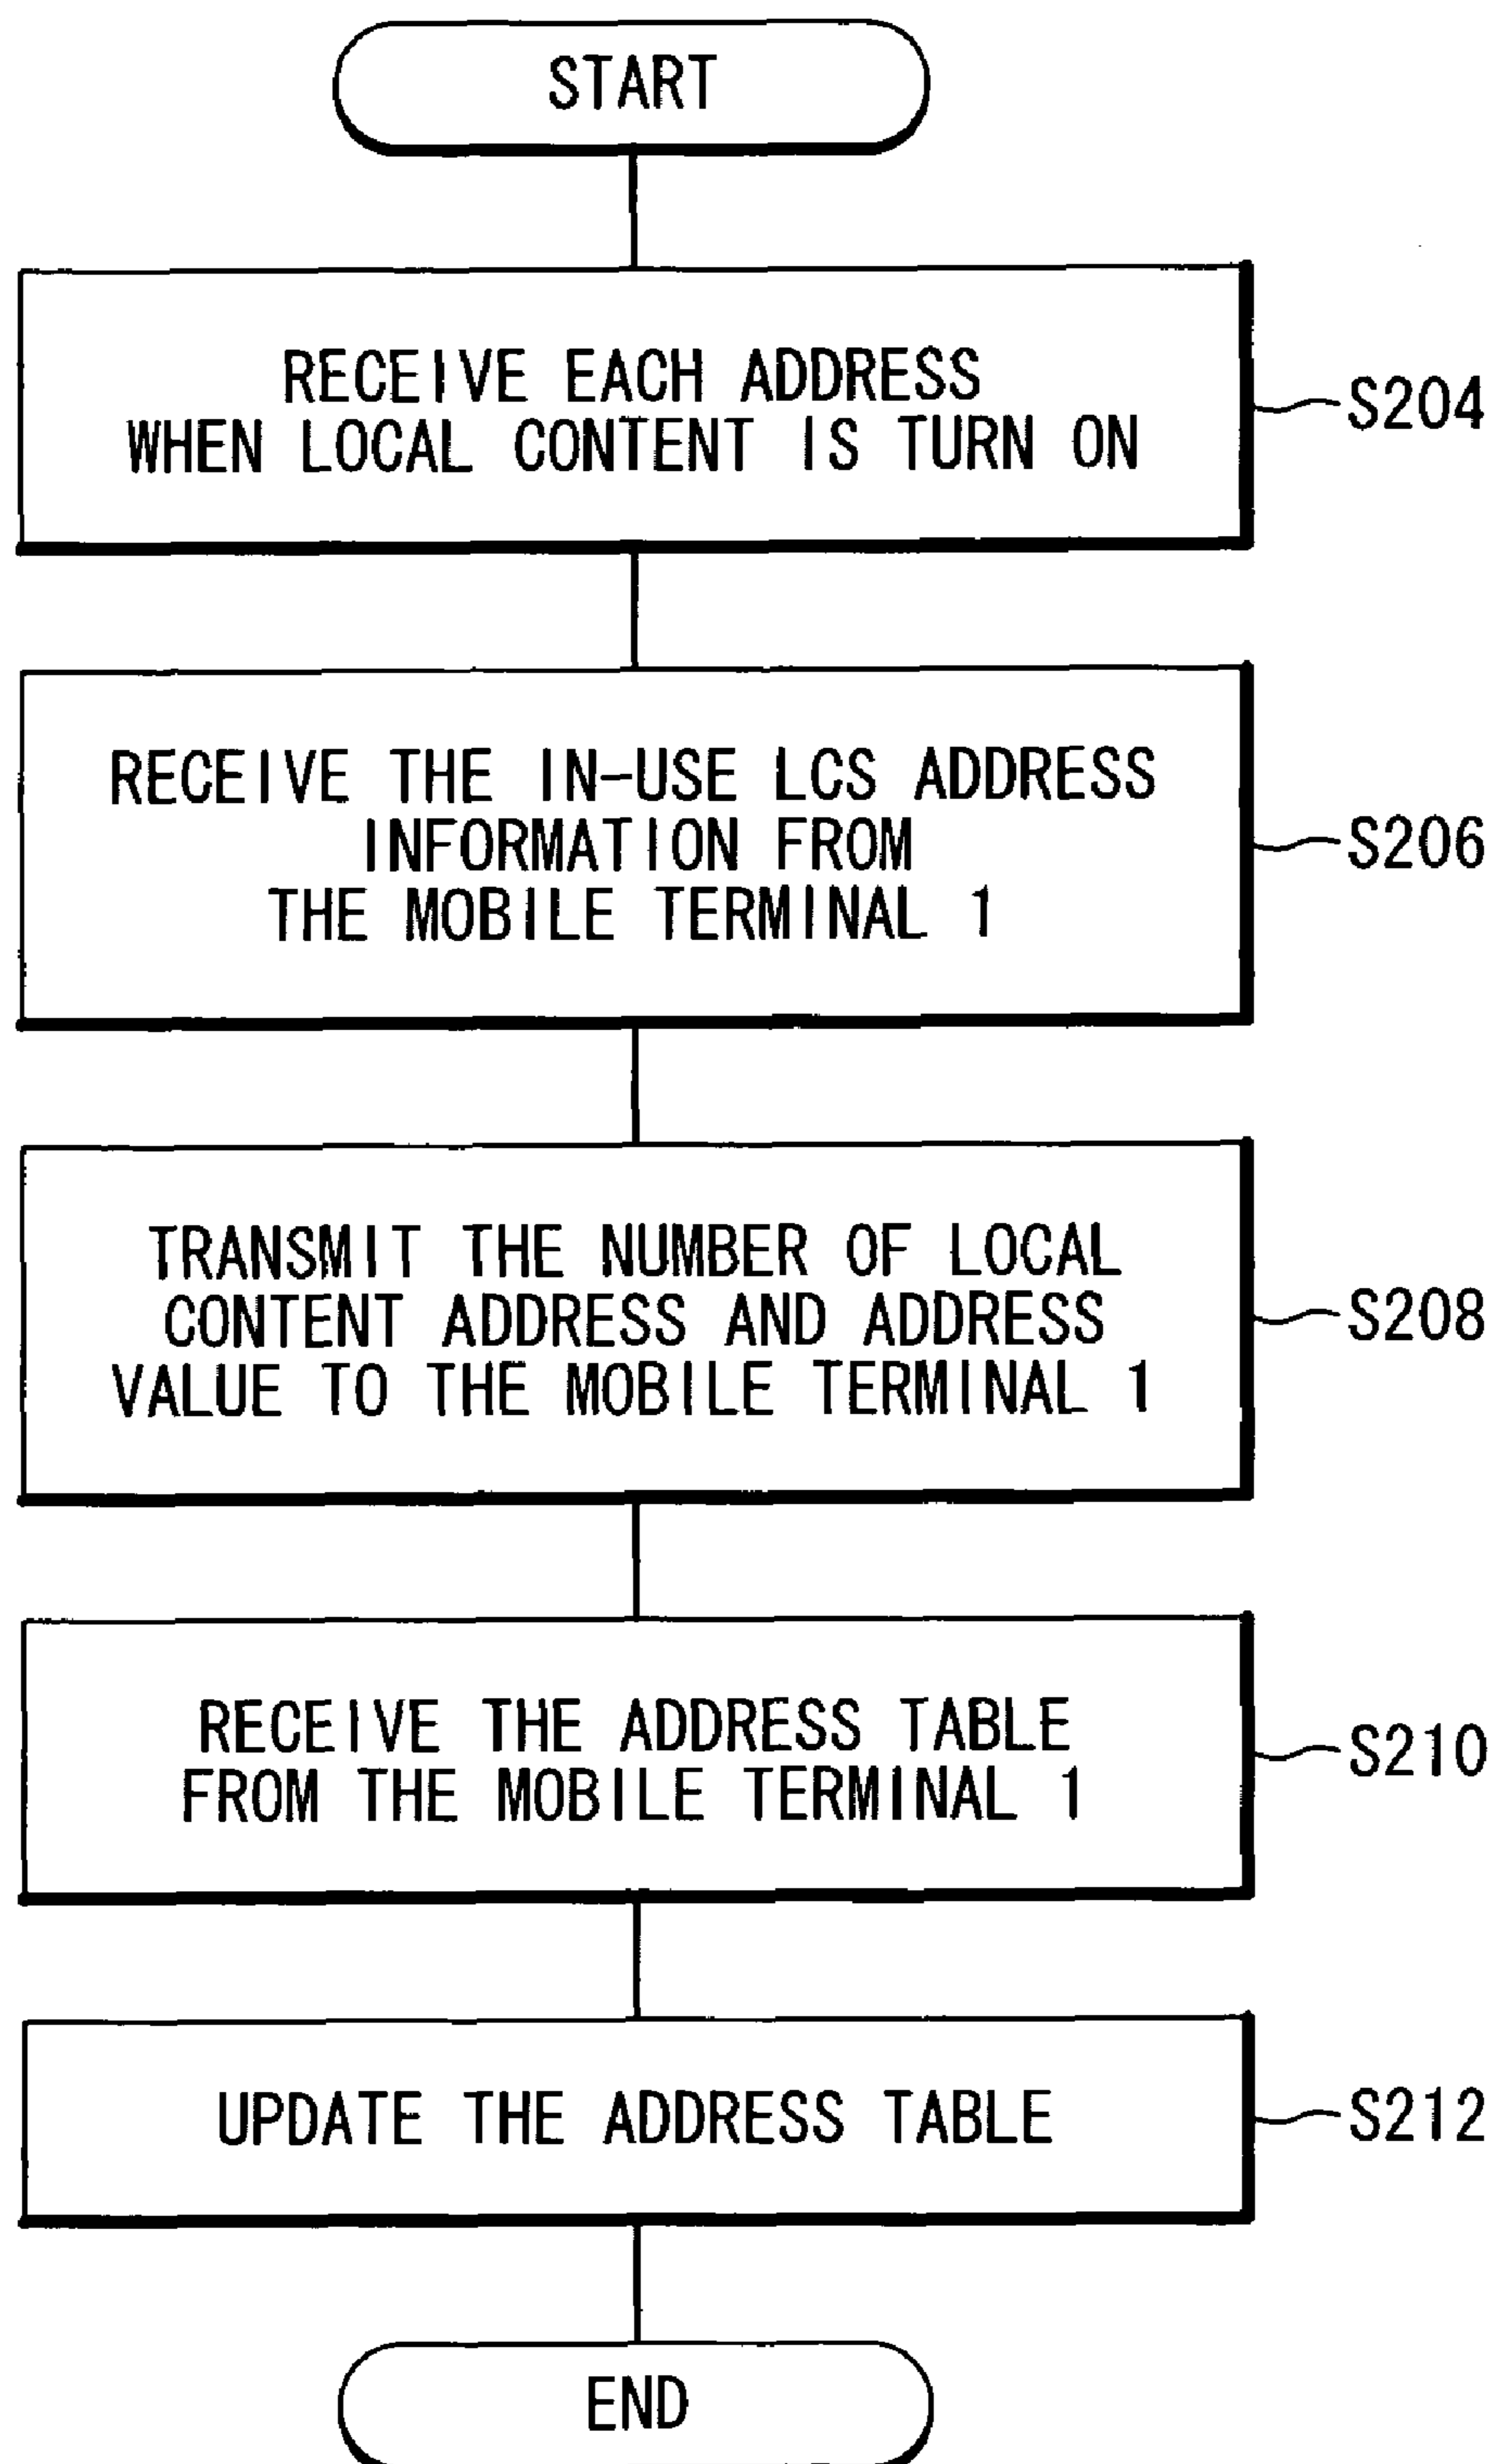 START
RECEIVE EACH ADDRESS
WHEN LOCAL CONTENT IS TURN ON
S204
RECEIVE THE IN-USE LCS ADDRESS
INFORMATION FROM
THE MOBILE TERMINAL 1
S206
TRANSMIT THE NUMBER OF LOCAL
CONTENT ADDRESS AND ADDRESS
VALUE TO THE MOBILE TERMINAL 1
S208
RECEIVE THE ADDRESS TABLE
FROM THE MOBILE TERMINAL 1
S210
UPDATE THE ADDRESS TABLE
S212
END